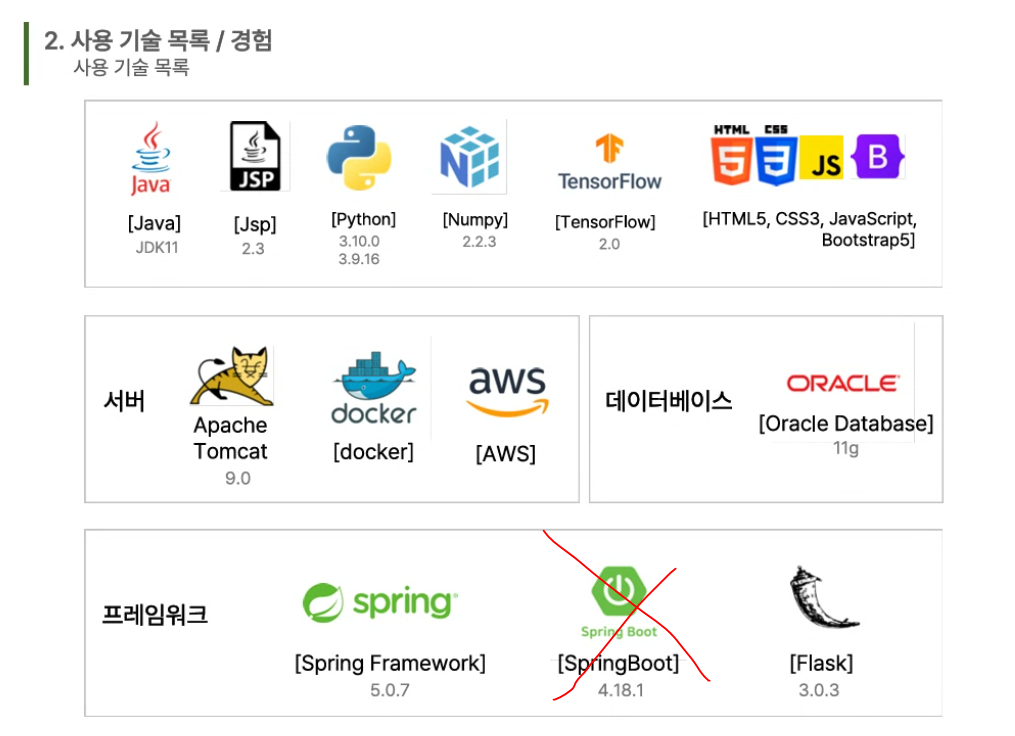 2. 사용 기술 목록 / 경험
사용 기술 목록
Java
JSP
TensorFlow
HTML CSS
5 3 JS B
[Java]
JDK11
[Jsp]
2.3
[Python]
3.10.0
3.9.16
[Numpy]
2.2.3
[TensorFlow]
2.0
[HTML5, CSS3, JavaScript,
Bootstrap5]
서버
Apache
Tomcat
9.0
docker
[docker]
aws
[AWS]
데이터베이스
ORACLE
[Oracle Database]
11g
프레임워크
spring
[Spring Framework]
5.0.7
Spring Boot
[SpringBoot]
4.18.1
[Flask]
3.0.3